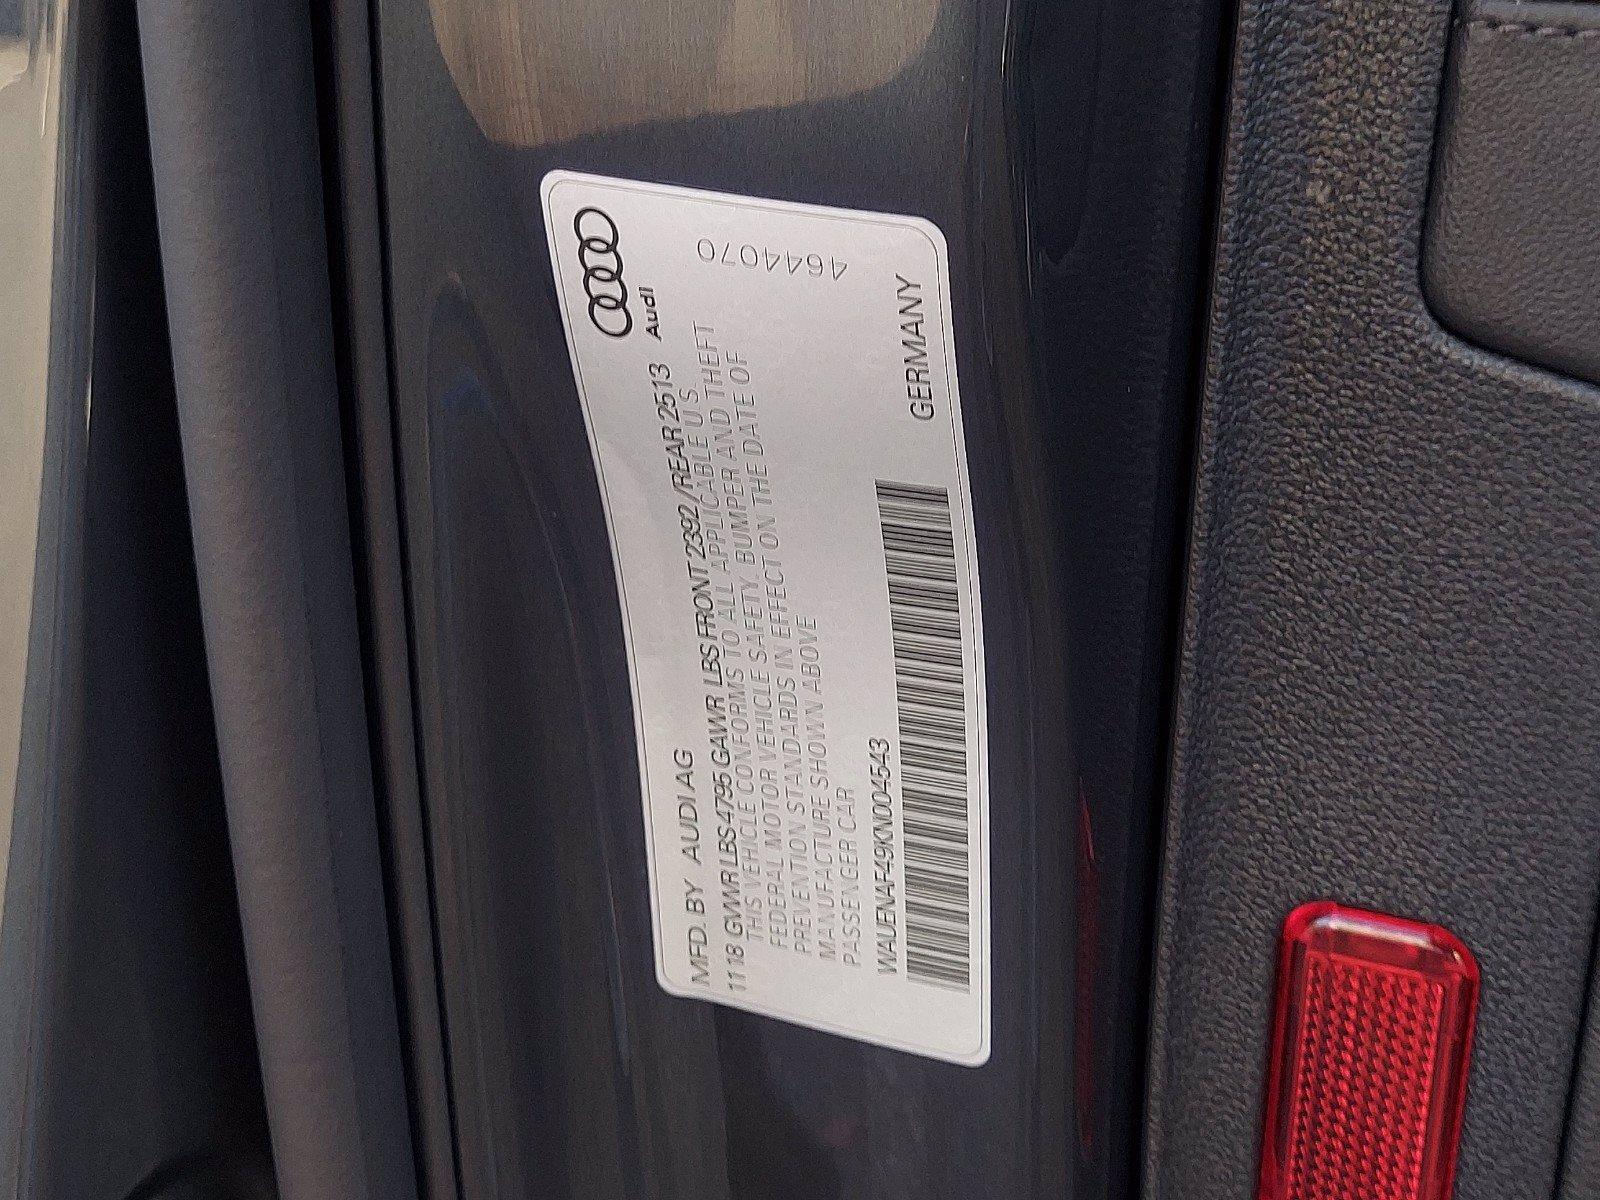 MFD. BY AUDI AG
11 18 GVWR LBS 4795 GAWR LBS FRONT 2392 / REAR 2513
THIS VEHICLE CONFORMS TO ALL APPLICABLE U S
FEDERAL MOTOR VEHICLE SAFETY, BUMPER AND THEFT
PREVENTION STANDARDS IN EFFECT ON THE DATE OF
MANUFACTURE SHOWN ABOVE
PASSENGER CAR
WAUENAF49KN004543
GERMANY
Audi
4644070